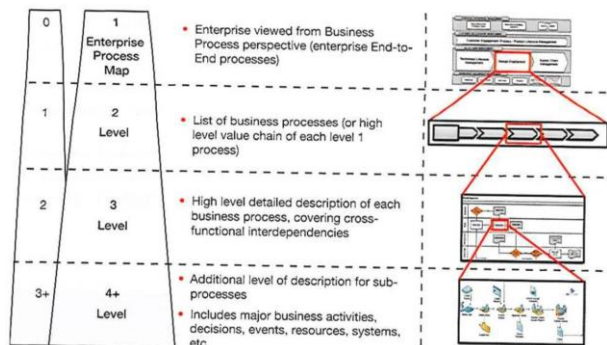 0
1
Enterprise
Process
Map
• Enterprise viewed from Business
Process perspective (enterprise End-to-
End processes)
1
2
Level
• List of business processes (or high
level value chain of each level 1
process)
2
3
Level
• High level detailed description of each
business process, covering cross-
functional interdependencies
3+
4+
Level
• Additional level of description for sub-
processes
• Includes major business activities,
decisions, events, resources, systems,
etc